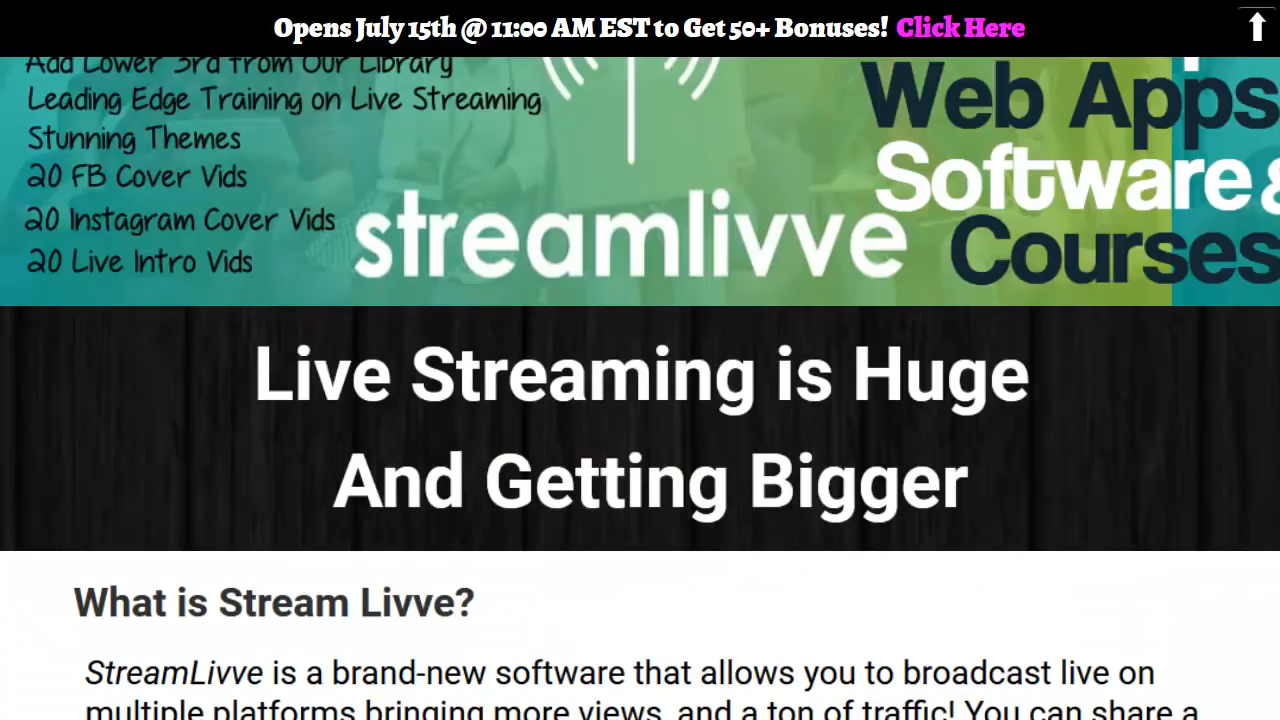 Opens July 15th @ 11:00 AM EST to Get 50+ Bonuses! Click Here
Add Lower 3rd from Our Library
Leading Edge Training on Live Streaming
Stunning Themes
20 FB Cover Vids
20 Instagram Cover Vids
20 Live Intro Vids
streamlivve
Web Apps
Software &
Courses
Live Streaming is Huge
And Getting Bigger
What is Stream Livve?
StreamLivve is a brand-new software that allows you to broadcast live on
multiple platforms bringing more views, and a ton of traffic! You can share a